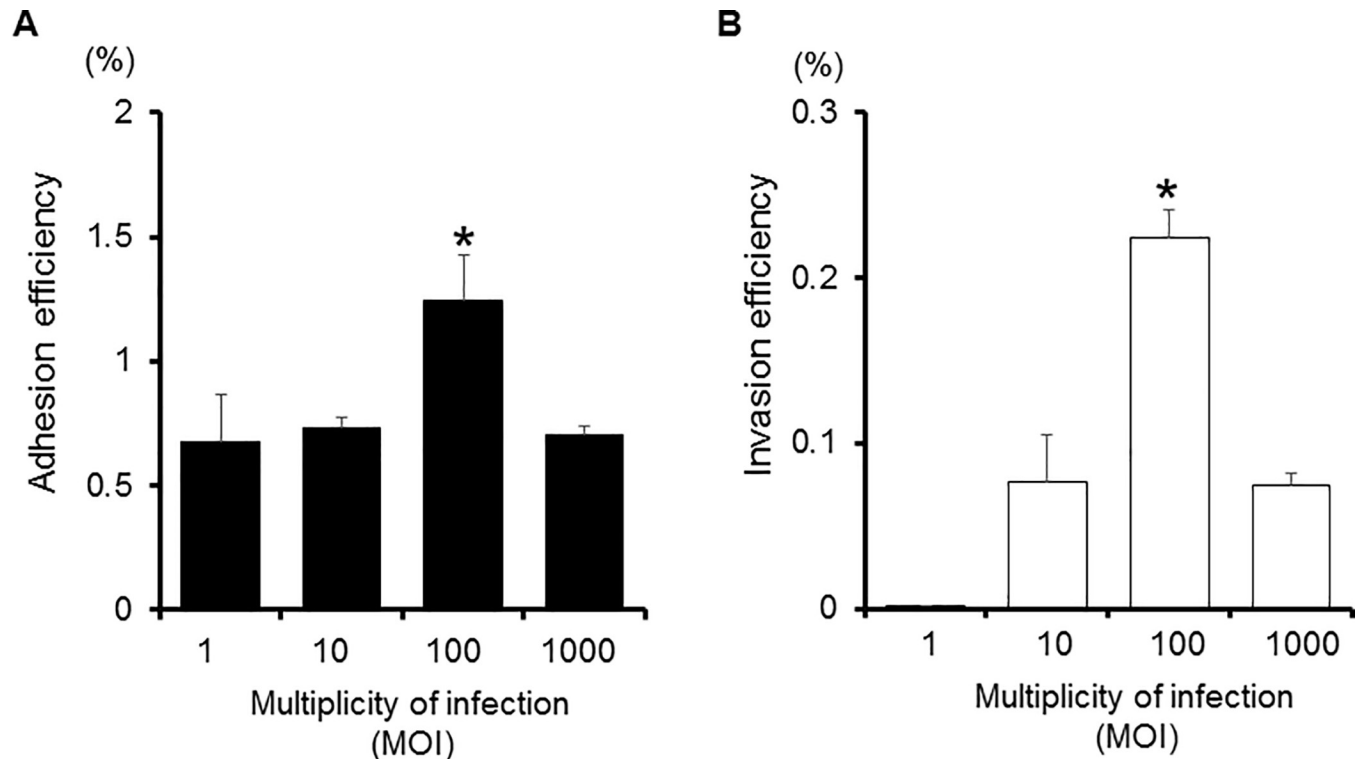 A
(%)
2
1.5
1
0.5
0
Adhesion efficiency
*
1 10 100 1000
Multiplicity of infection
(MOI)
B
(%)
0.3
0.2
0.1
0
Invasion efficiency
*
1 10 100 1000
Multiplicity of infection
(MOI)